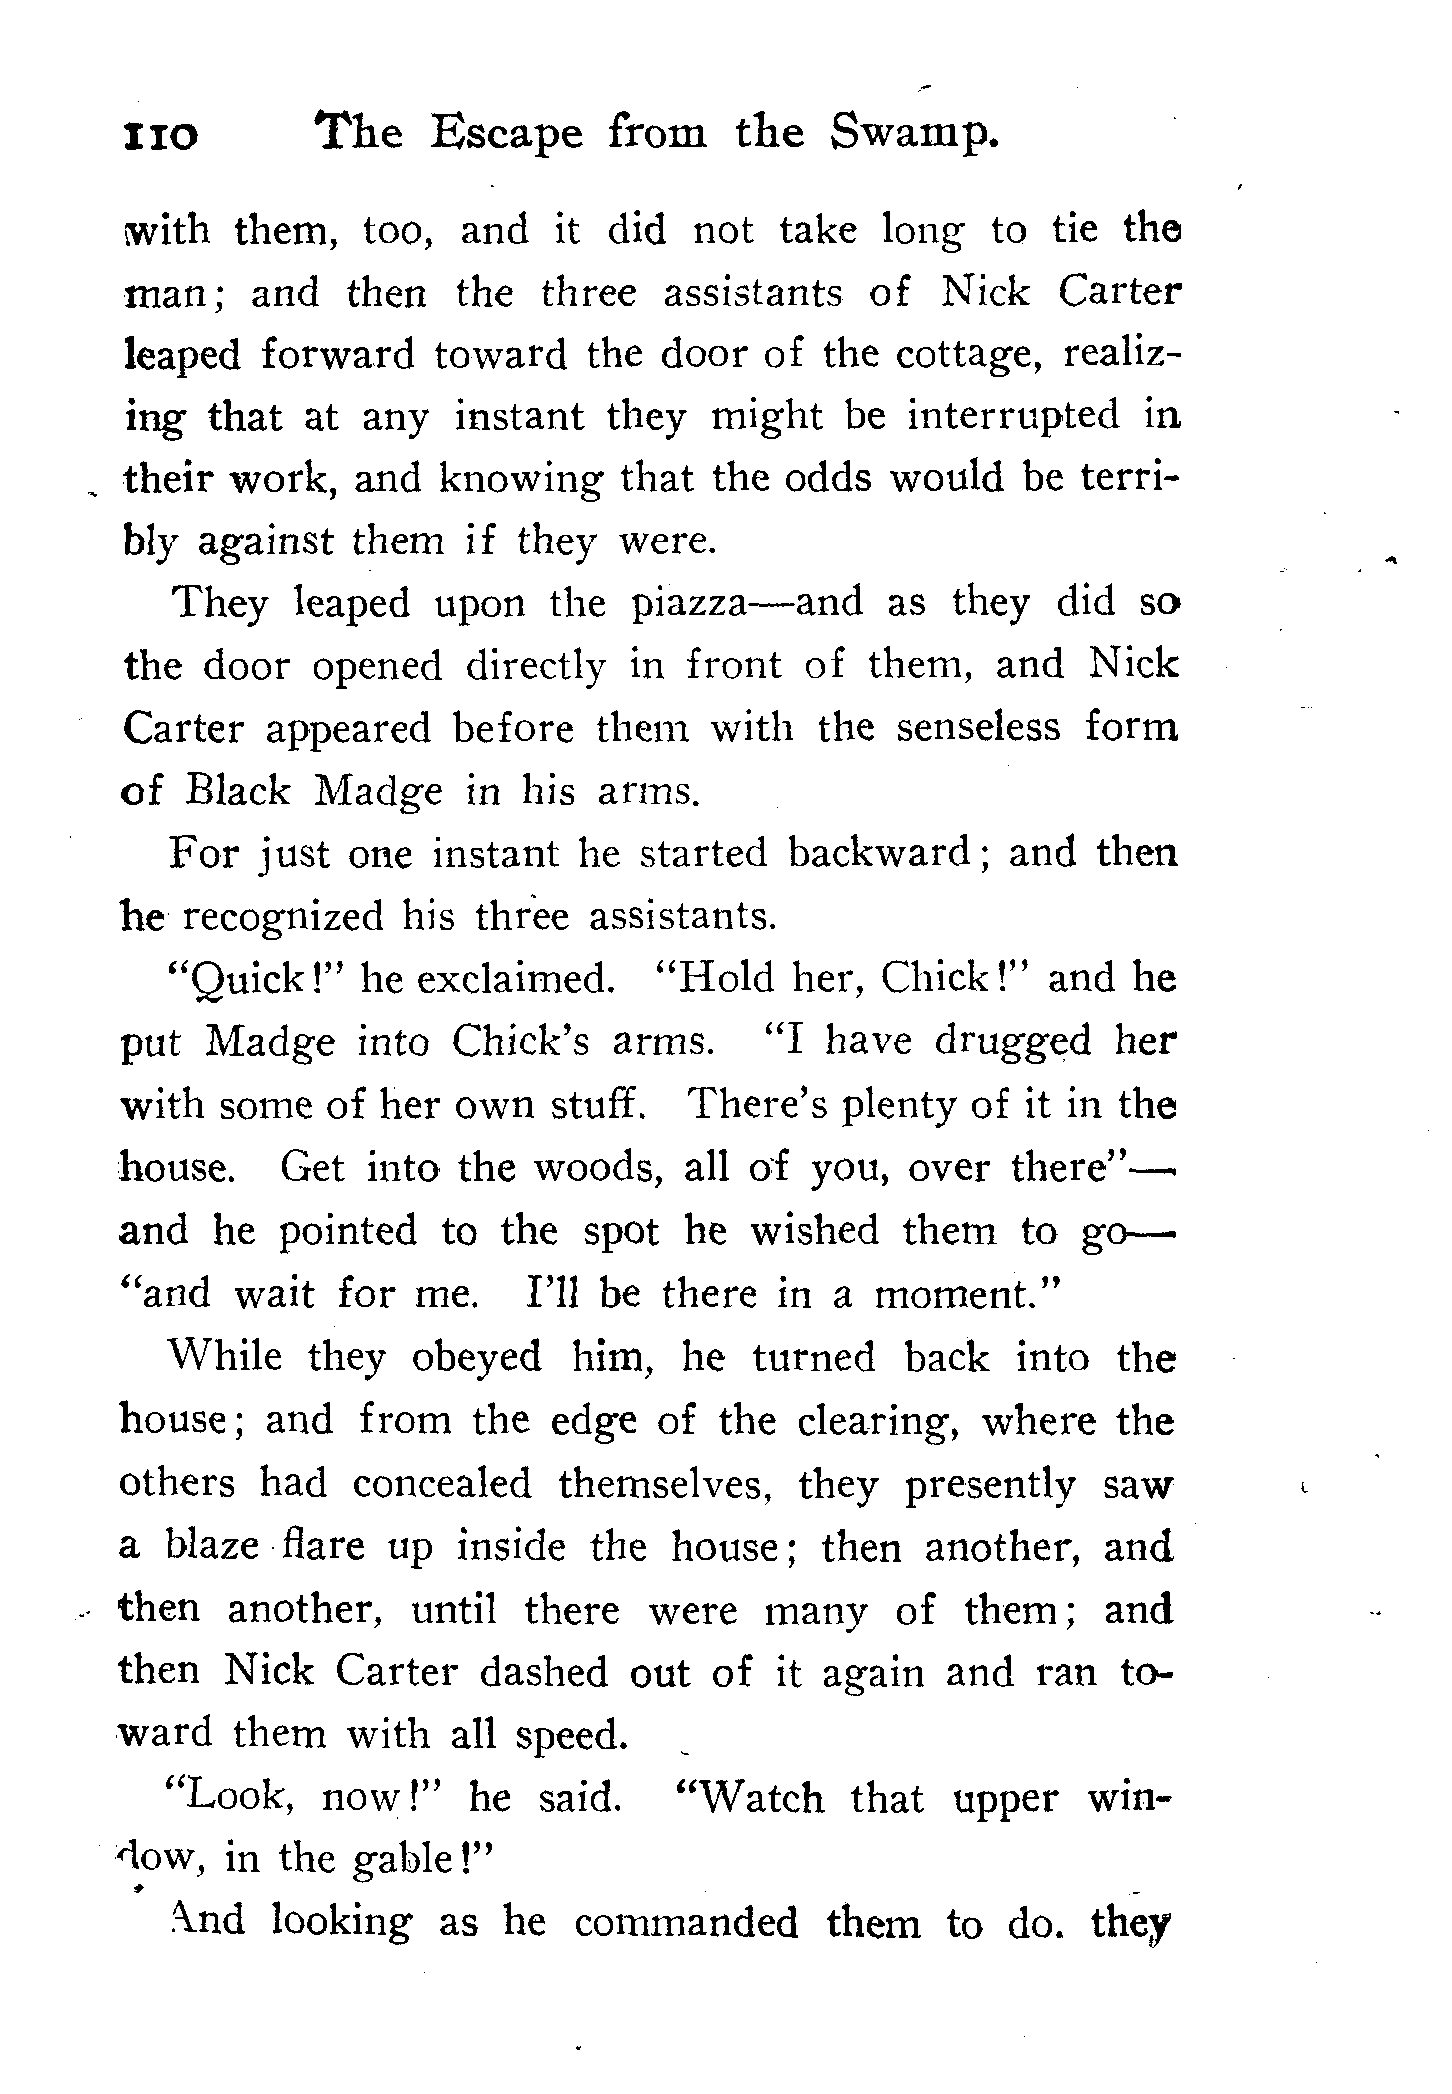 110 The Escape from the Swamp.
with them, too, and it did not take long to tie the
man; and then the three assistants of Nick Carter
leaped forward toward the door of the cottage, realiz-
ing that at any instant they might be interrupted in
their work, and knowing that the odds would be terri-
bly against them if they were.
They leaped upon the piazza—and as they did so
the door opened directly in front of them, and Nick
Carter appeared before them with the senseless form
of Black Madge in his arms.
For just one instant he started backward; and then
he recognized his three assistants.
"Quick!" he exclaimed. "Hold her, Chick!" and he
put Madge into Chick's arms. "I have drugged her
with some of her own stuff. There's plenty of it in the
house. Get into the woods, all of you, over there"—
and he pointed to the spot he wished them to go—
"and wait for me. I'll be there in a moment."
While they obeyed him, he turned back into the
house; and from the edge of the clearing, where the
others had concealed themselves, they presently saw
a blaze flare up inside the house; then another, and
then another, until there were many of them; and
then Nick Carter dashed out of it again and ran to-
ward them with all speed.
"Look, now!" he said. "Watch that upper win-
dow, in the gable!"
And looking as he commanded them to do. they